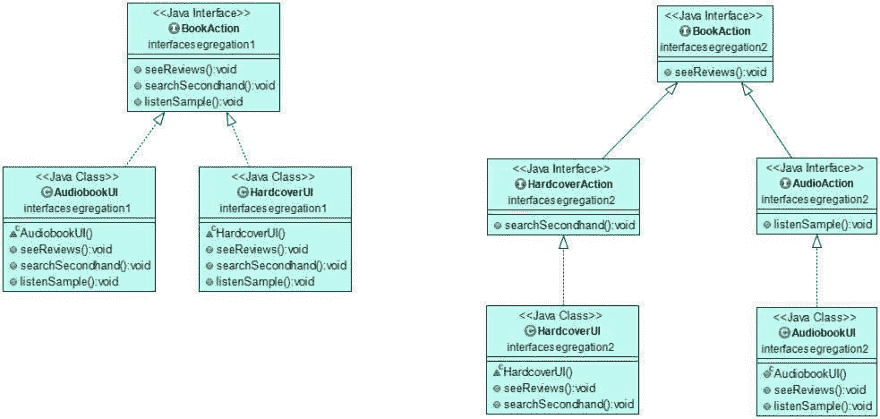 <<Java Interface>>
BookAction
interfacesegregation1
seeReviews():void
searchSecondhand():void
listenSample():void
<<Java Class>>
AudiobookUI
interfacesegregation1
AudiobookUI()
seeReviews():void
searchSecondhand():void
listenSample():void
<<Java Class>>
HardcoverUI
interfacesegregation1
HardcoverUI()
seeReviews():void
searchSecondhand():void
listenSample():void
<<Java Interface>>
BookAction
interfacesegregation2
seeReviews():void
<<Java Interface>>
HardcoverAction
interfacesegregation2
searchSecondhand():void
<<Java Interface>>
AudioAction
interfacesegregation2
listenSample():void
<<Java Class>>
HardcoverUI
interfacesegregation2
HardcoverUI()
seeReviews():void
searchSecondhand():void
<<Java Class>>
AudiobookUI
interfacesegregation2
AudiobookUI()
seeReviews():void
listenSample():void